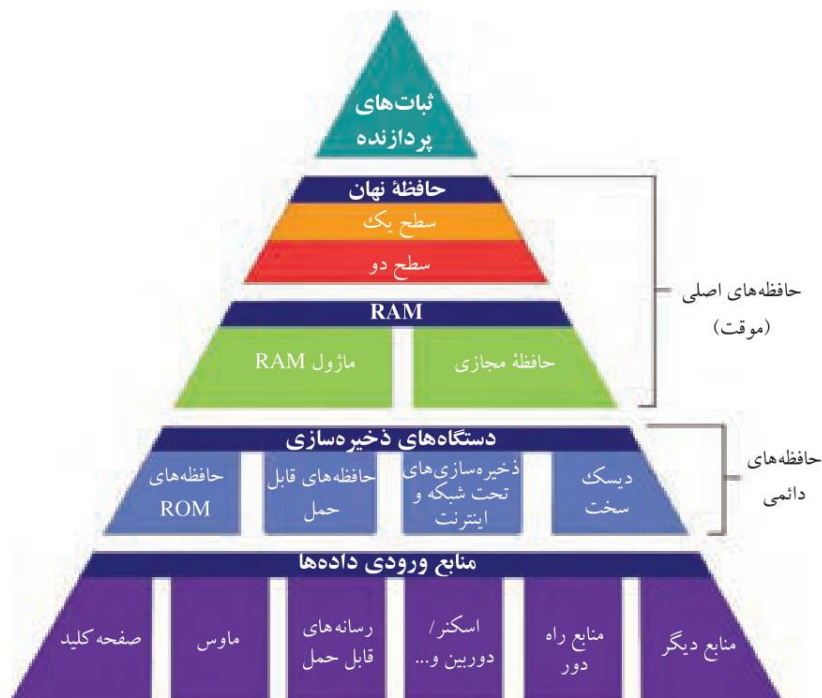 ثبات‌های
پردازنده
حافظهٔ نهان
سطح یک
سطح دو
حافظه‌های اصلی
(موقت)
RAM
حافظهٔ مجازی
ماژول RAM
دستگاه‌های ذخیره‌سازی
حافظه‌های
دائمی
دیسک
سخت
ذخیره‌سازی‌های
تحت شبکه و
اینترنت
حافظه‌های قابل
حمل
حافظه‌های
ROM
منابع ورودی داده‌ها
منابع دیگر
منابع راه
دور
اسکنر/
دوربین و...
رسانه‌های
قابل حمل
ماوس
صفحه کلید